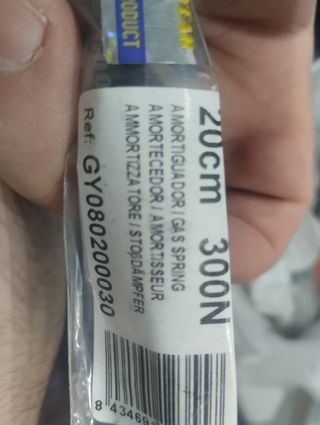 PRODUCT
20cm 300N
AMORTIGUADOR / GAS SPRING
AMORTECEDOR / AMORTISSEUR
AMMORTIZZATORE / STOßDÄMPFER
Ref: GY080200030